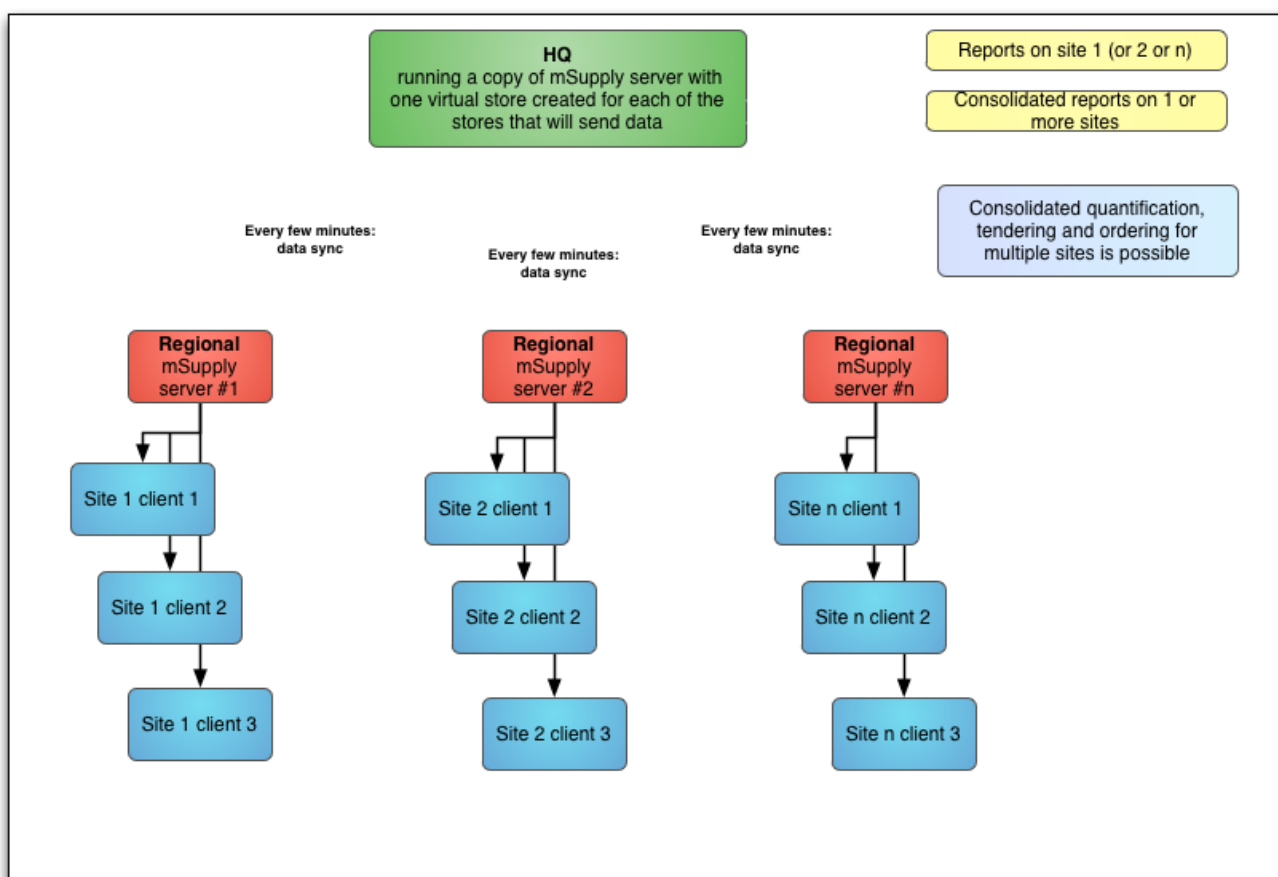 HQ
running a copy of mSupply server with
one virtual store created for each of the
stores that will send data
Reports on site 1 (or 2 or n)
Consolidated reports on 1 or
more sites
Consolidated quantification,
tendering and ordering for
multiple sites is possible
Every few minutes:
data sync
Every few minutes:
data sync
Every few minutes:
data sync
Regional
mSupply
server #1
Regional
mSupply
server #2
Regional
mSupply
server #n
Site 1 client 1
Site 2 client 1
Site n client 1
Site 1 client 2
Site 2 client 2
Site n client 2
Site 1 client 3
Site 2 client 3
Site n client 3